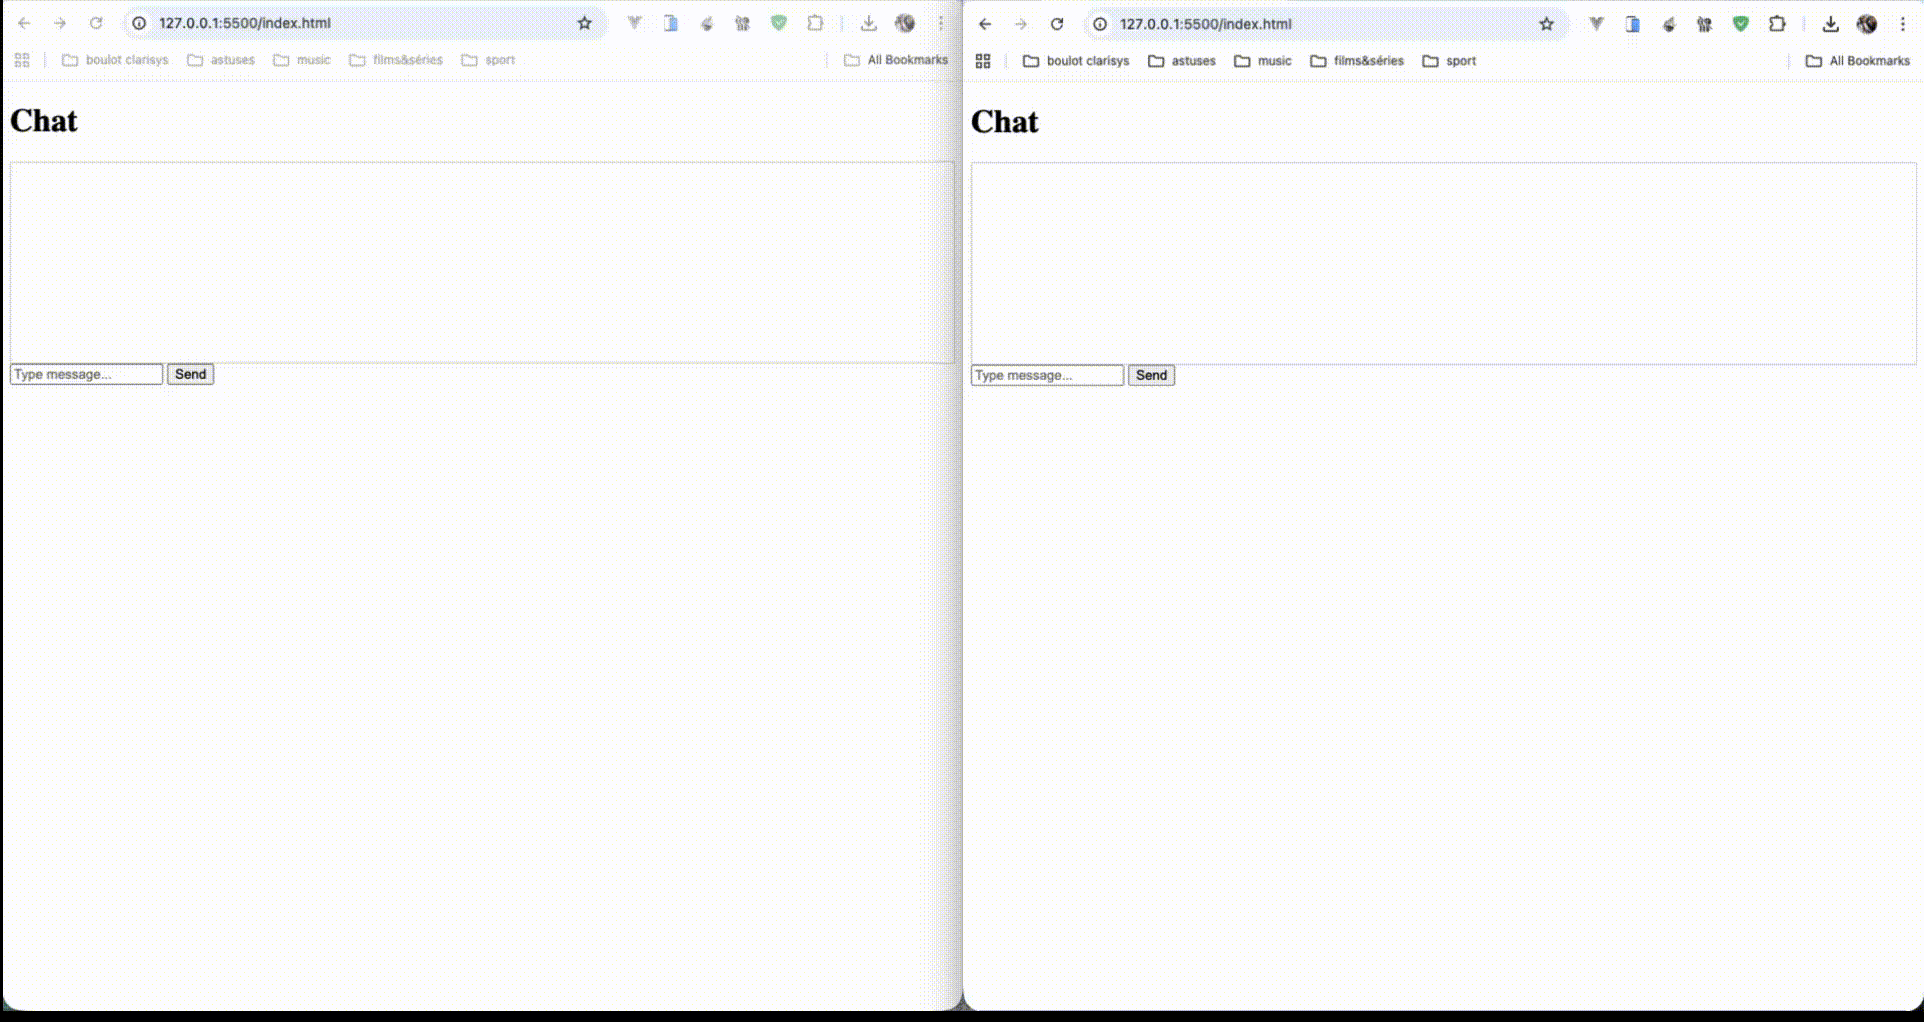 127.0.0.1:5500/index.html
boulot clarisys astuses music films&séries sport All Bookmarks
Chat
Type message... Send
127.0.0.1:5500/index.html
boulot clarisys astuses music films&séries sport All Bookmarks
Chat
Type message... Send